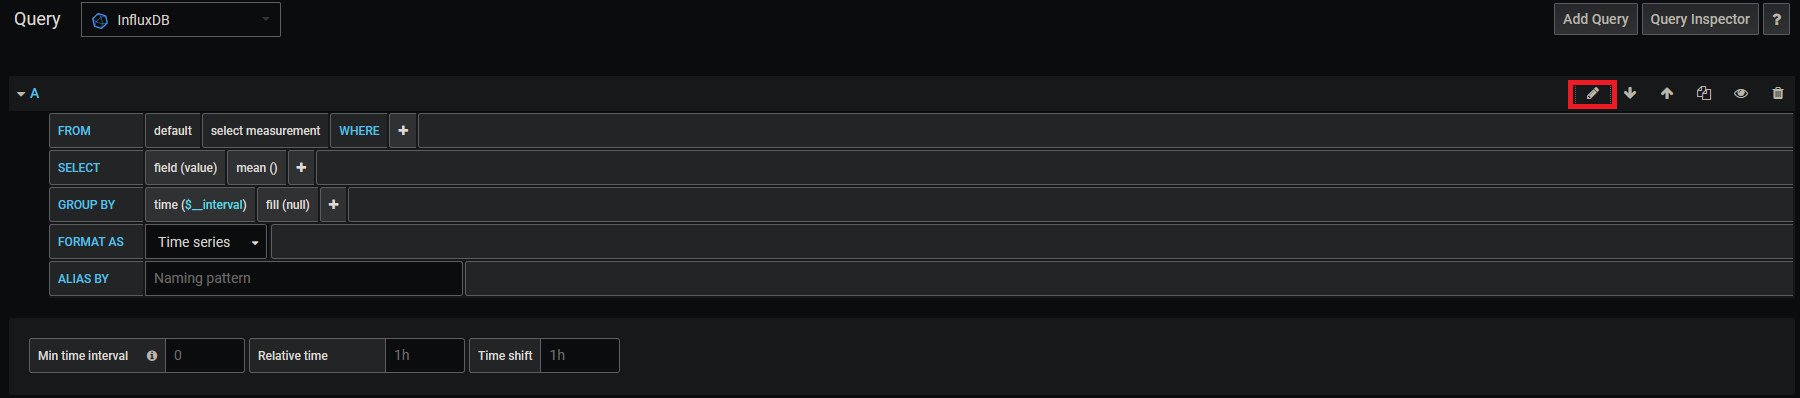 Query InfluxDB Add Query Query Inspector ?
A
FROM default select measurement WHERE +
SELECT field (value) mean () +
GROUP BY time ($__interval) fill (null) +
FORMAT AS Time series
ALIAS BY Naming pattern
Min time interval 0 Relative time 1h Time shift 1h